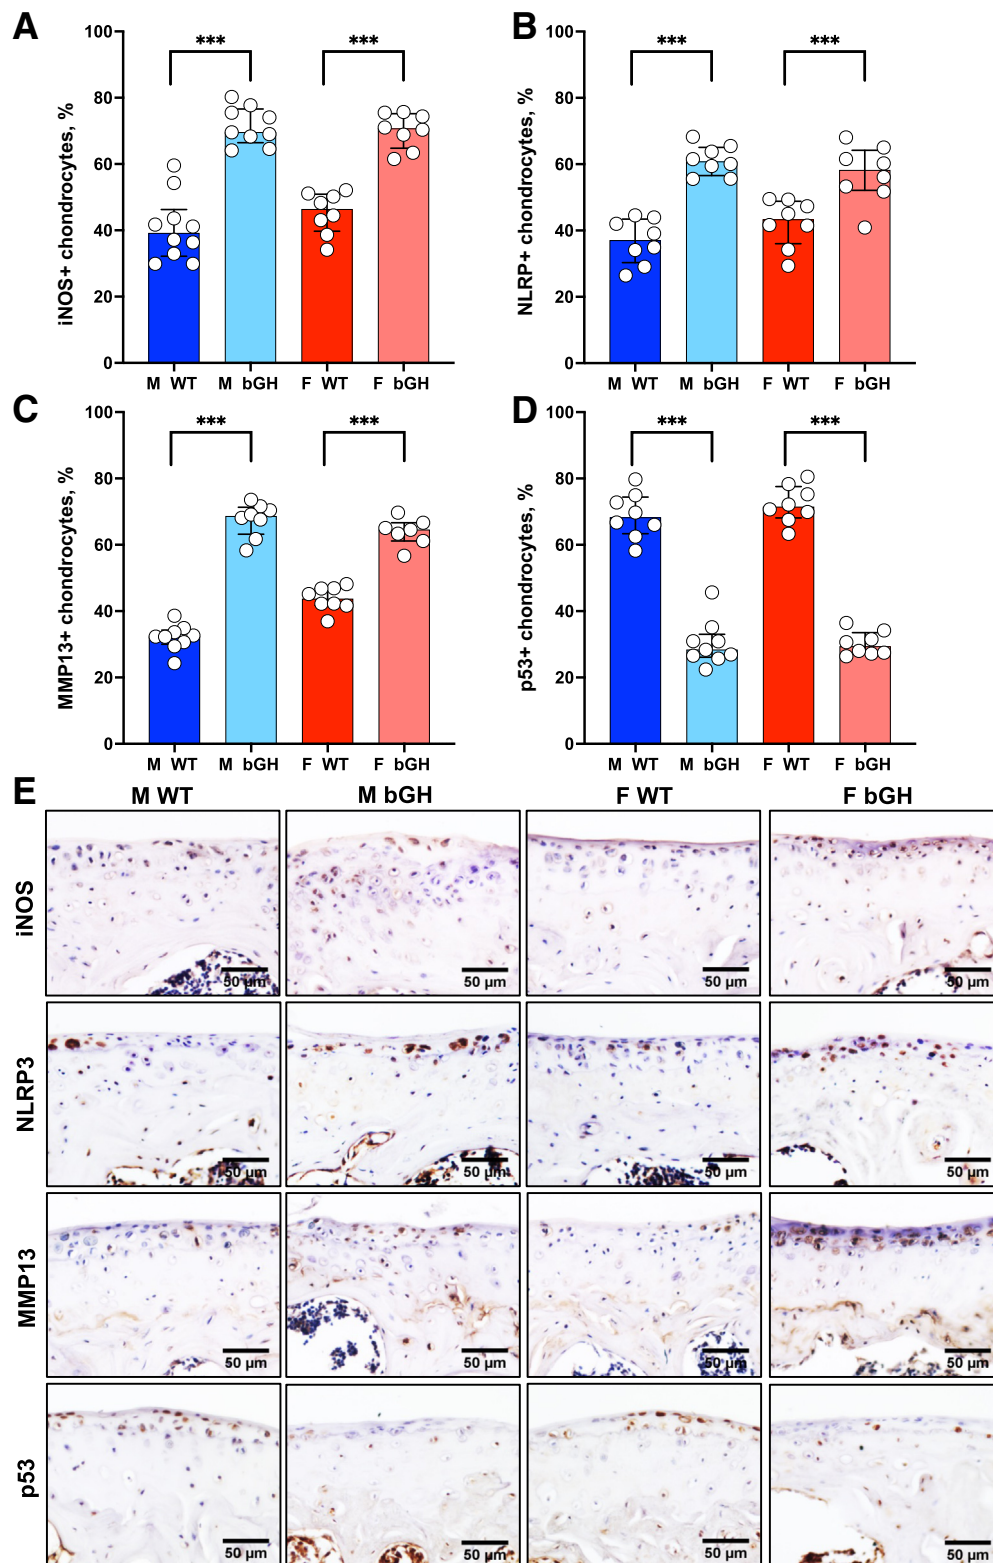 A
iNOS+ chondrocytes, %
100
80
60
40
20
0
***
***
M WT
M bGH
F WT
F bGH
B
NLRP+ chondrocytes, %
100
80
60
40
20
0
***
***
M WT
M bGH
F WT
F bGH
C
MMP13+ chondrocytes, %
100
80
60
40
20
0
***
***
M WT
M bGH
F WT
F bGH
D
p53+ chondrocytes, %
100
80
60
40
20
0
***
***
M WT
M bGH
F WT
F bGH
E
M WT
M bGH
F WT
F bGH
iNOS
50 µm
50 µm
50 µm
50 µm
NLRP3
50 µm
50 µm
50 µm
50 µm
MMP13
50 µm
50 µm
50 µm
50 µm
p53
50 µm
50 µm
50 µm
50 µm